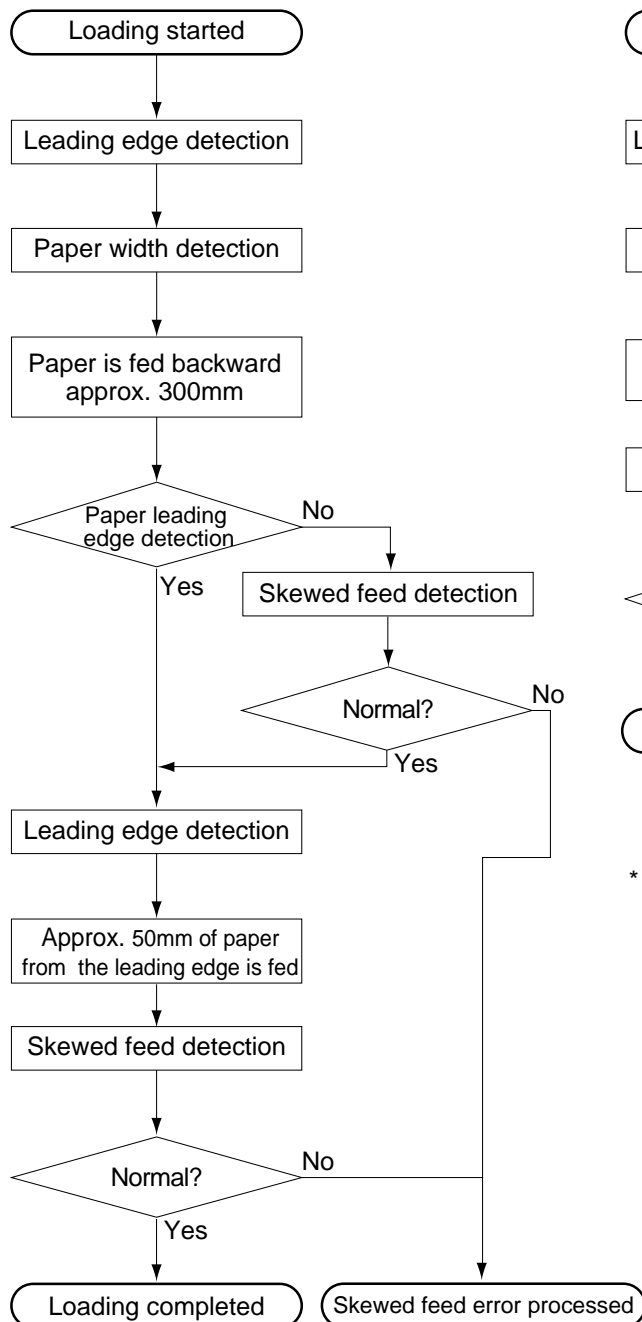 Loading started
Leading edge detection
Paper width detection
Paper is fed backward
approx. 300mm
Paper leading
edge detection
No
Yes
Skewed feed detection
Normal?
No
Yes
Leading edge detection
Approx. 50mm of paper
from the leading edge is fed
Skewed feed detection
Normal?
No
Yes
Loading completed
Skewed feed error processed
L
*